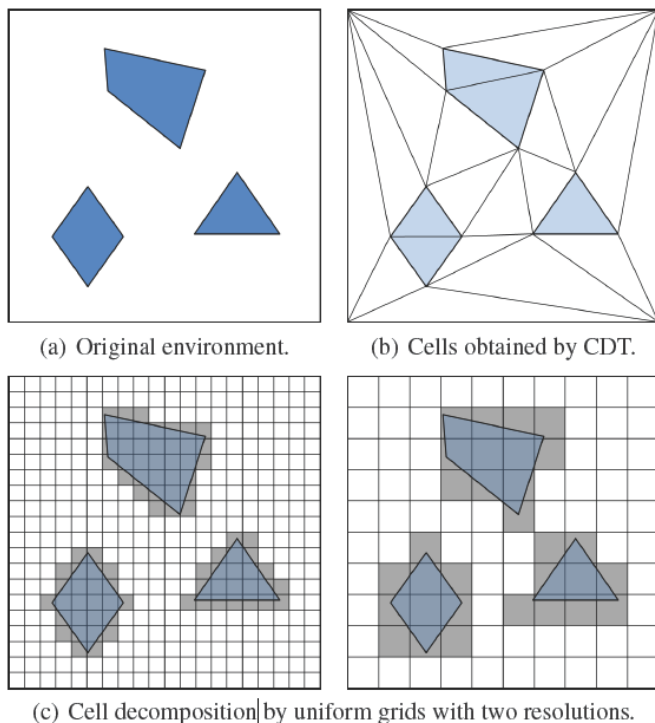 (a) Original environment.
(b) Cells obtained by CDT.
(c) Cell decomposition by uniform grids with two resolutions.